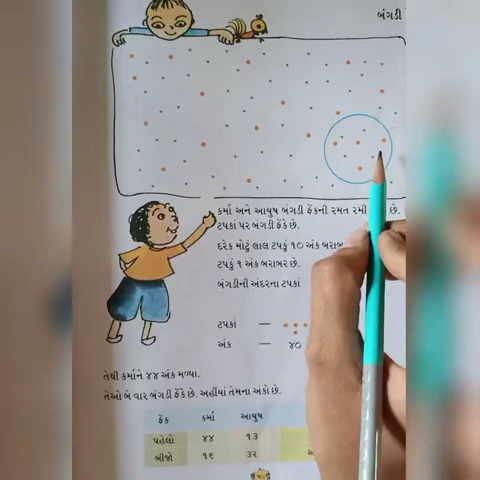 બંગડી
કર્મા અને આયુષ બંગડી ફેંકની રમત રમી છે.
ટપકાં પર બંગડી ફેંકે છે.
દરેક મોટું લાલ ટપકું ૧૦ અંક બરાબ
ટપકું ૧ અંક બરાબર છે.
બંગડીની અંદરના ટપકાં
ટપકાં —
અંક — ૪૦
તેથી કર્માને ૪૪ અંક મળ્યા.
તેઓ બે વાર બંગડી ફેંકે છે. અહીંયા તેમના અંકો છે.
ફેંક કર્મા આયુષ
પહેલો ૪૪ ૧૩
બીજો ૧૬ ૩૨